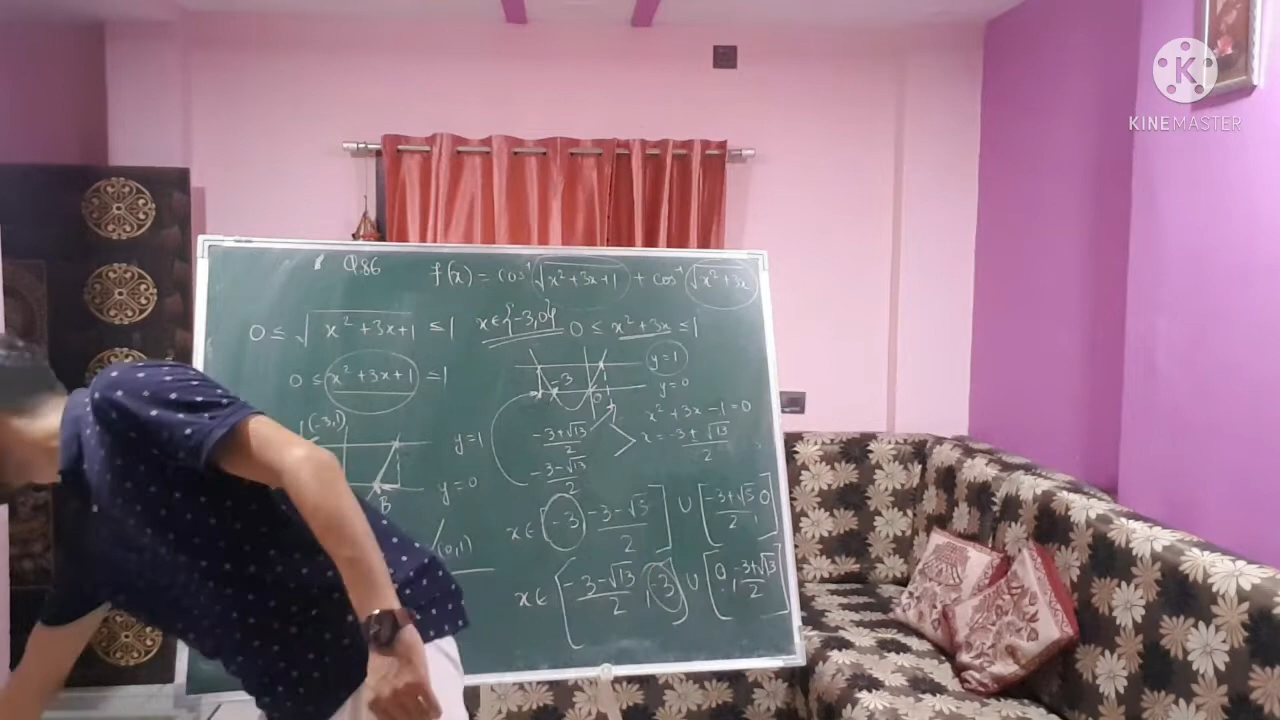 Q86 f(x) = cos⁻¹ √x²+3x+1 + cos⁻¹ √x²+3x
0 ≤ √x²+3x+1 ≤ 1
0 ≤ x²+3x+1 ≤ 1
(-3,1)
y=1
y=0
B
(0,1)
x∈{-3,0} 0 ≤ x²+3x ≤ 1
y=1
-3
y=0
0
x²+3x-1=0
x = -3±√13/2
-3+√13/2
-3-√13/2
x∈ [-3, -3-√5/2] ∪ [-3+√5/2, 0]
x∈ [-3-√13/2, -3] ∪ [0, -3+√13/2]
K
KINEMASTER